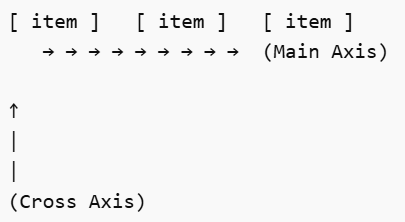 [ item ]   [ item ]   [ item ]
   → → → → → → → → →  (Main Axis)
↑
|
|
(Cross Axis)